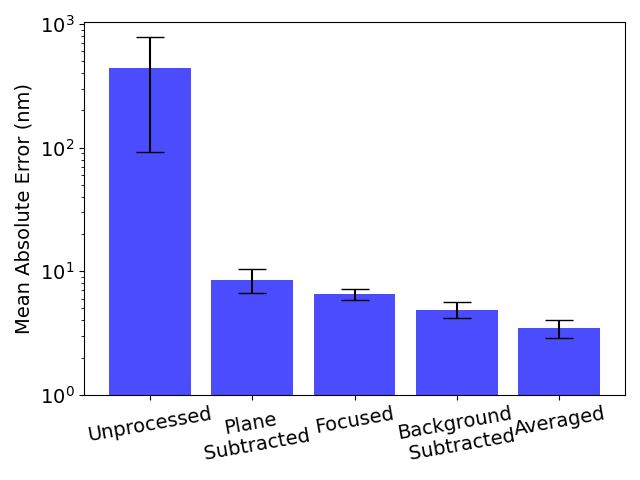 Mean Absolute Error (nm)
10³
10²
10¹
10⁰
Unprocessed
Plane
Subtracted
Focused
Background
Subtracted
Averaged